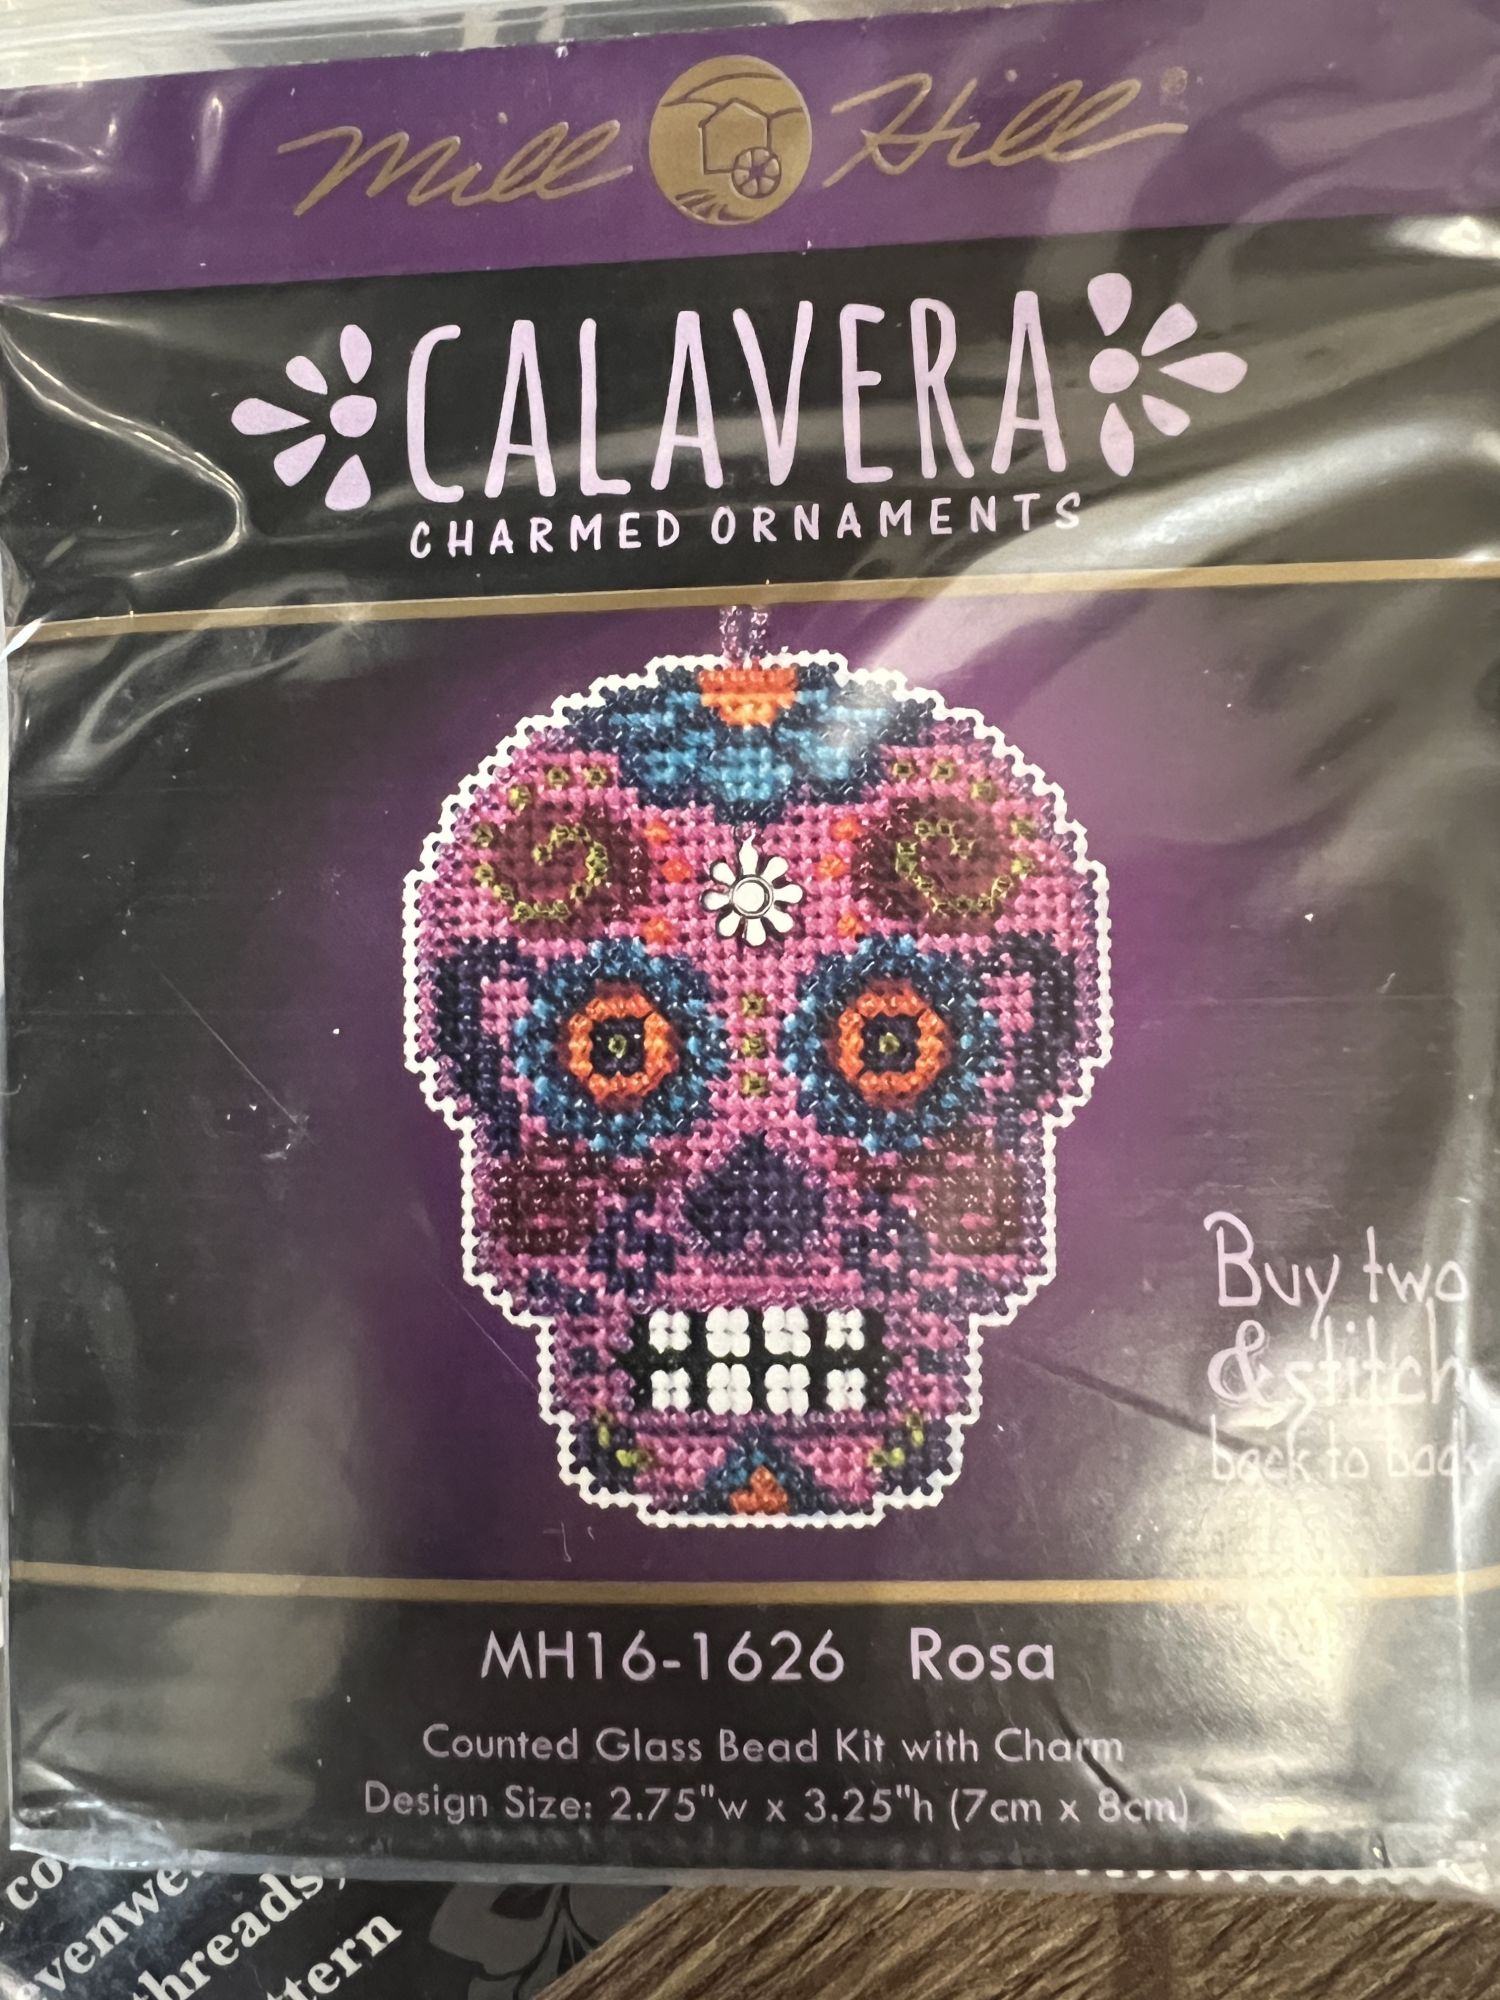 Mill Hill
CALAVERA
CHARMED ORNAMENTS
Buy two
& stitch
back to back
MH16-1626 Rosa
Counted Glass Bead Kit with Charm
Design Size: 2.75"w x 3.25"h (7cm x 8cm)
threads,